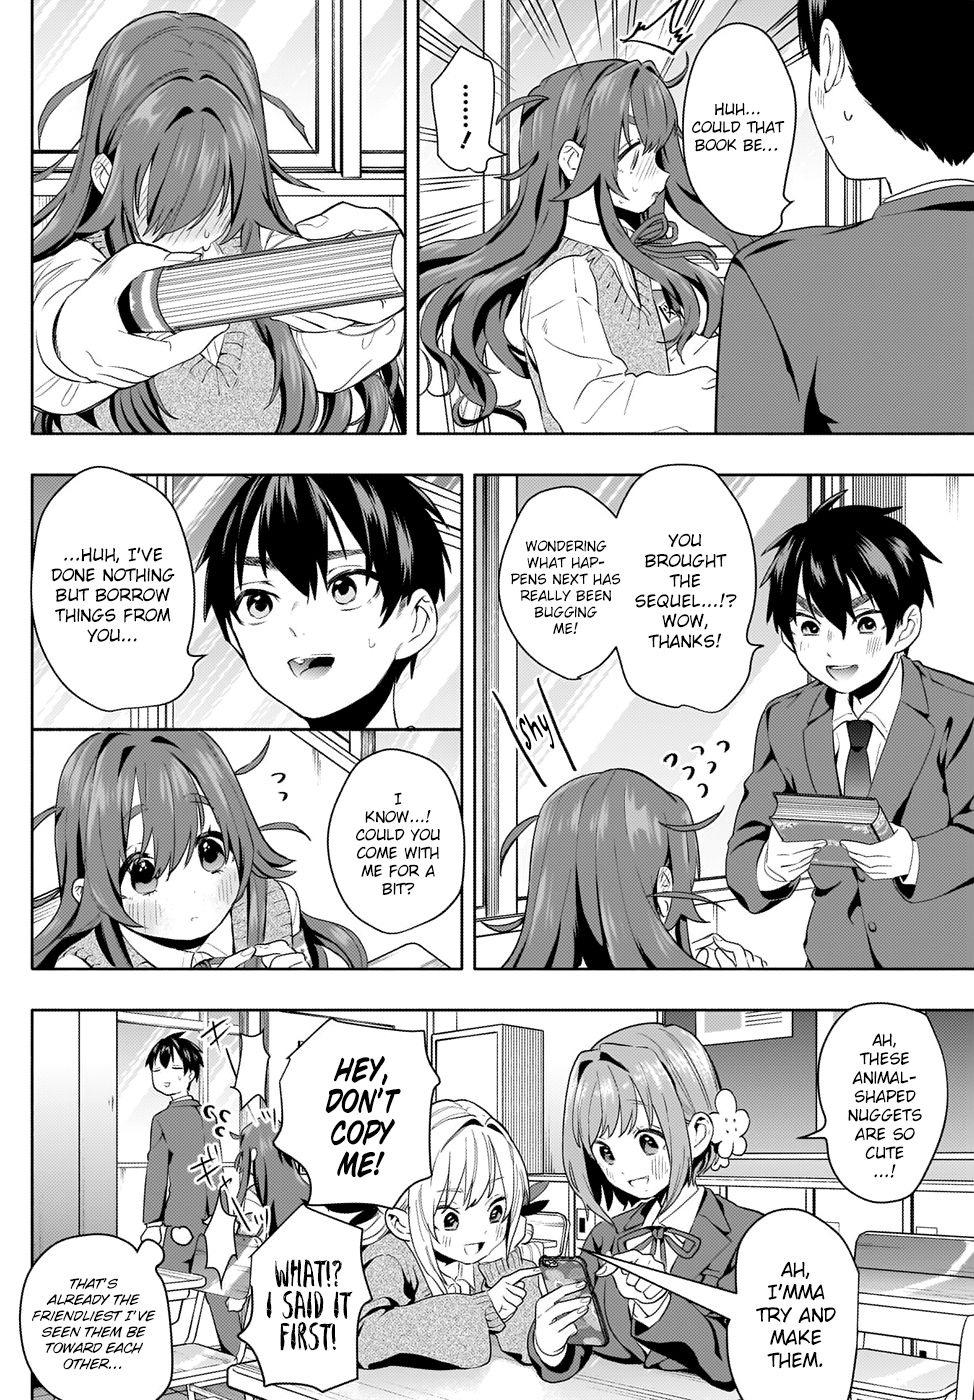 HUH...
COULD THAT
BOOK BE...
......!
YOU
BROUGHT
THE
SEQUEL...!?
WOW,
THANKS!
WONDERING
WHAT HAP-
PENS NEXT HAS
REALLY BEEN
BUGGING
ME!
shy
...HUH, I'VE
DONE NOTHING
BUT BORROW
THINGS FROM
YOU...
I
KNOW...!
COULD YOU
COME WITH
ME FOR A
BIT?
AH,
THESE
ANIMAL-
SHAPED
NUGGETS
ARE SO
CUTE
...!
AH,
I'MMA
TRY AND
MAKE
THEM.
HEY,
DON'T
COPY
ME!
WHAT!?
I SAID IT
FIRST!
THAT'S
ALREADY THE
FRIENDLIEST I'VE
SEEN THEM BE
TOWARD EACH
OTHER...